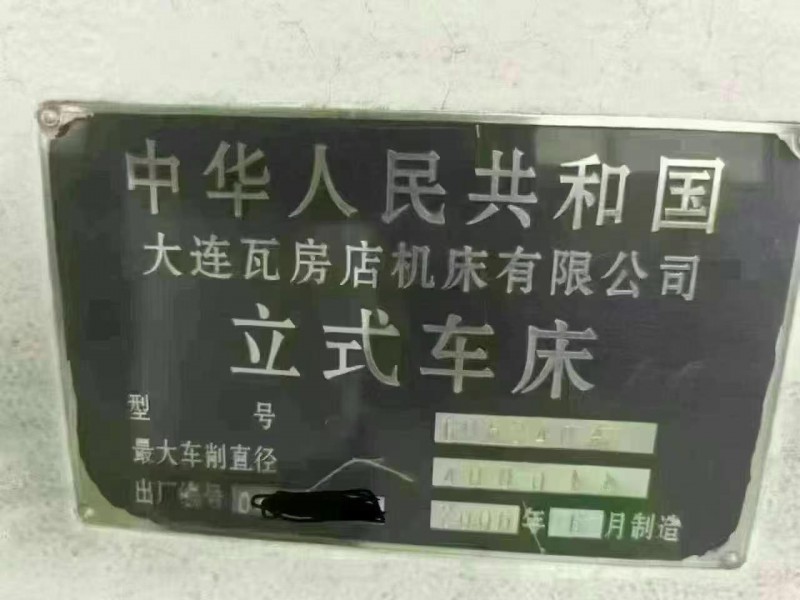 中华人民共和国
大连瓦房店机床有限公司
立式车床
型 号
最大车削直径
出厂编号 0
年 月制造